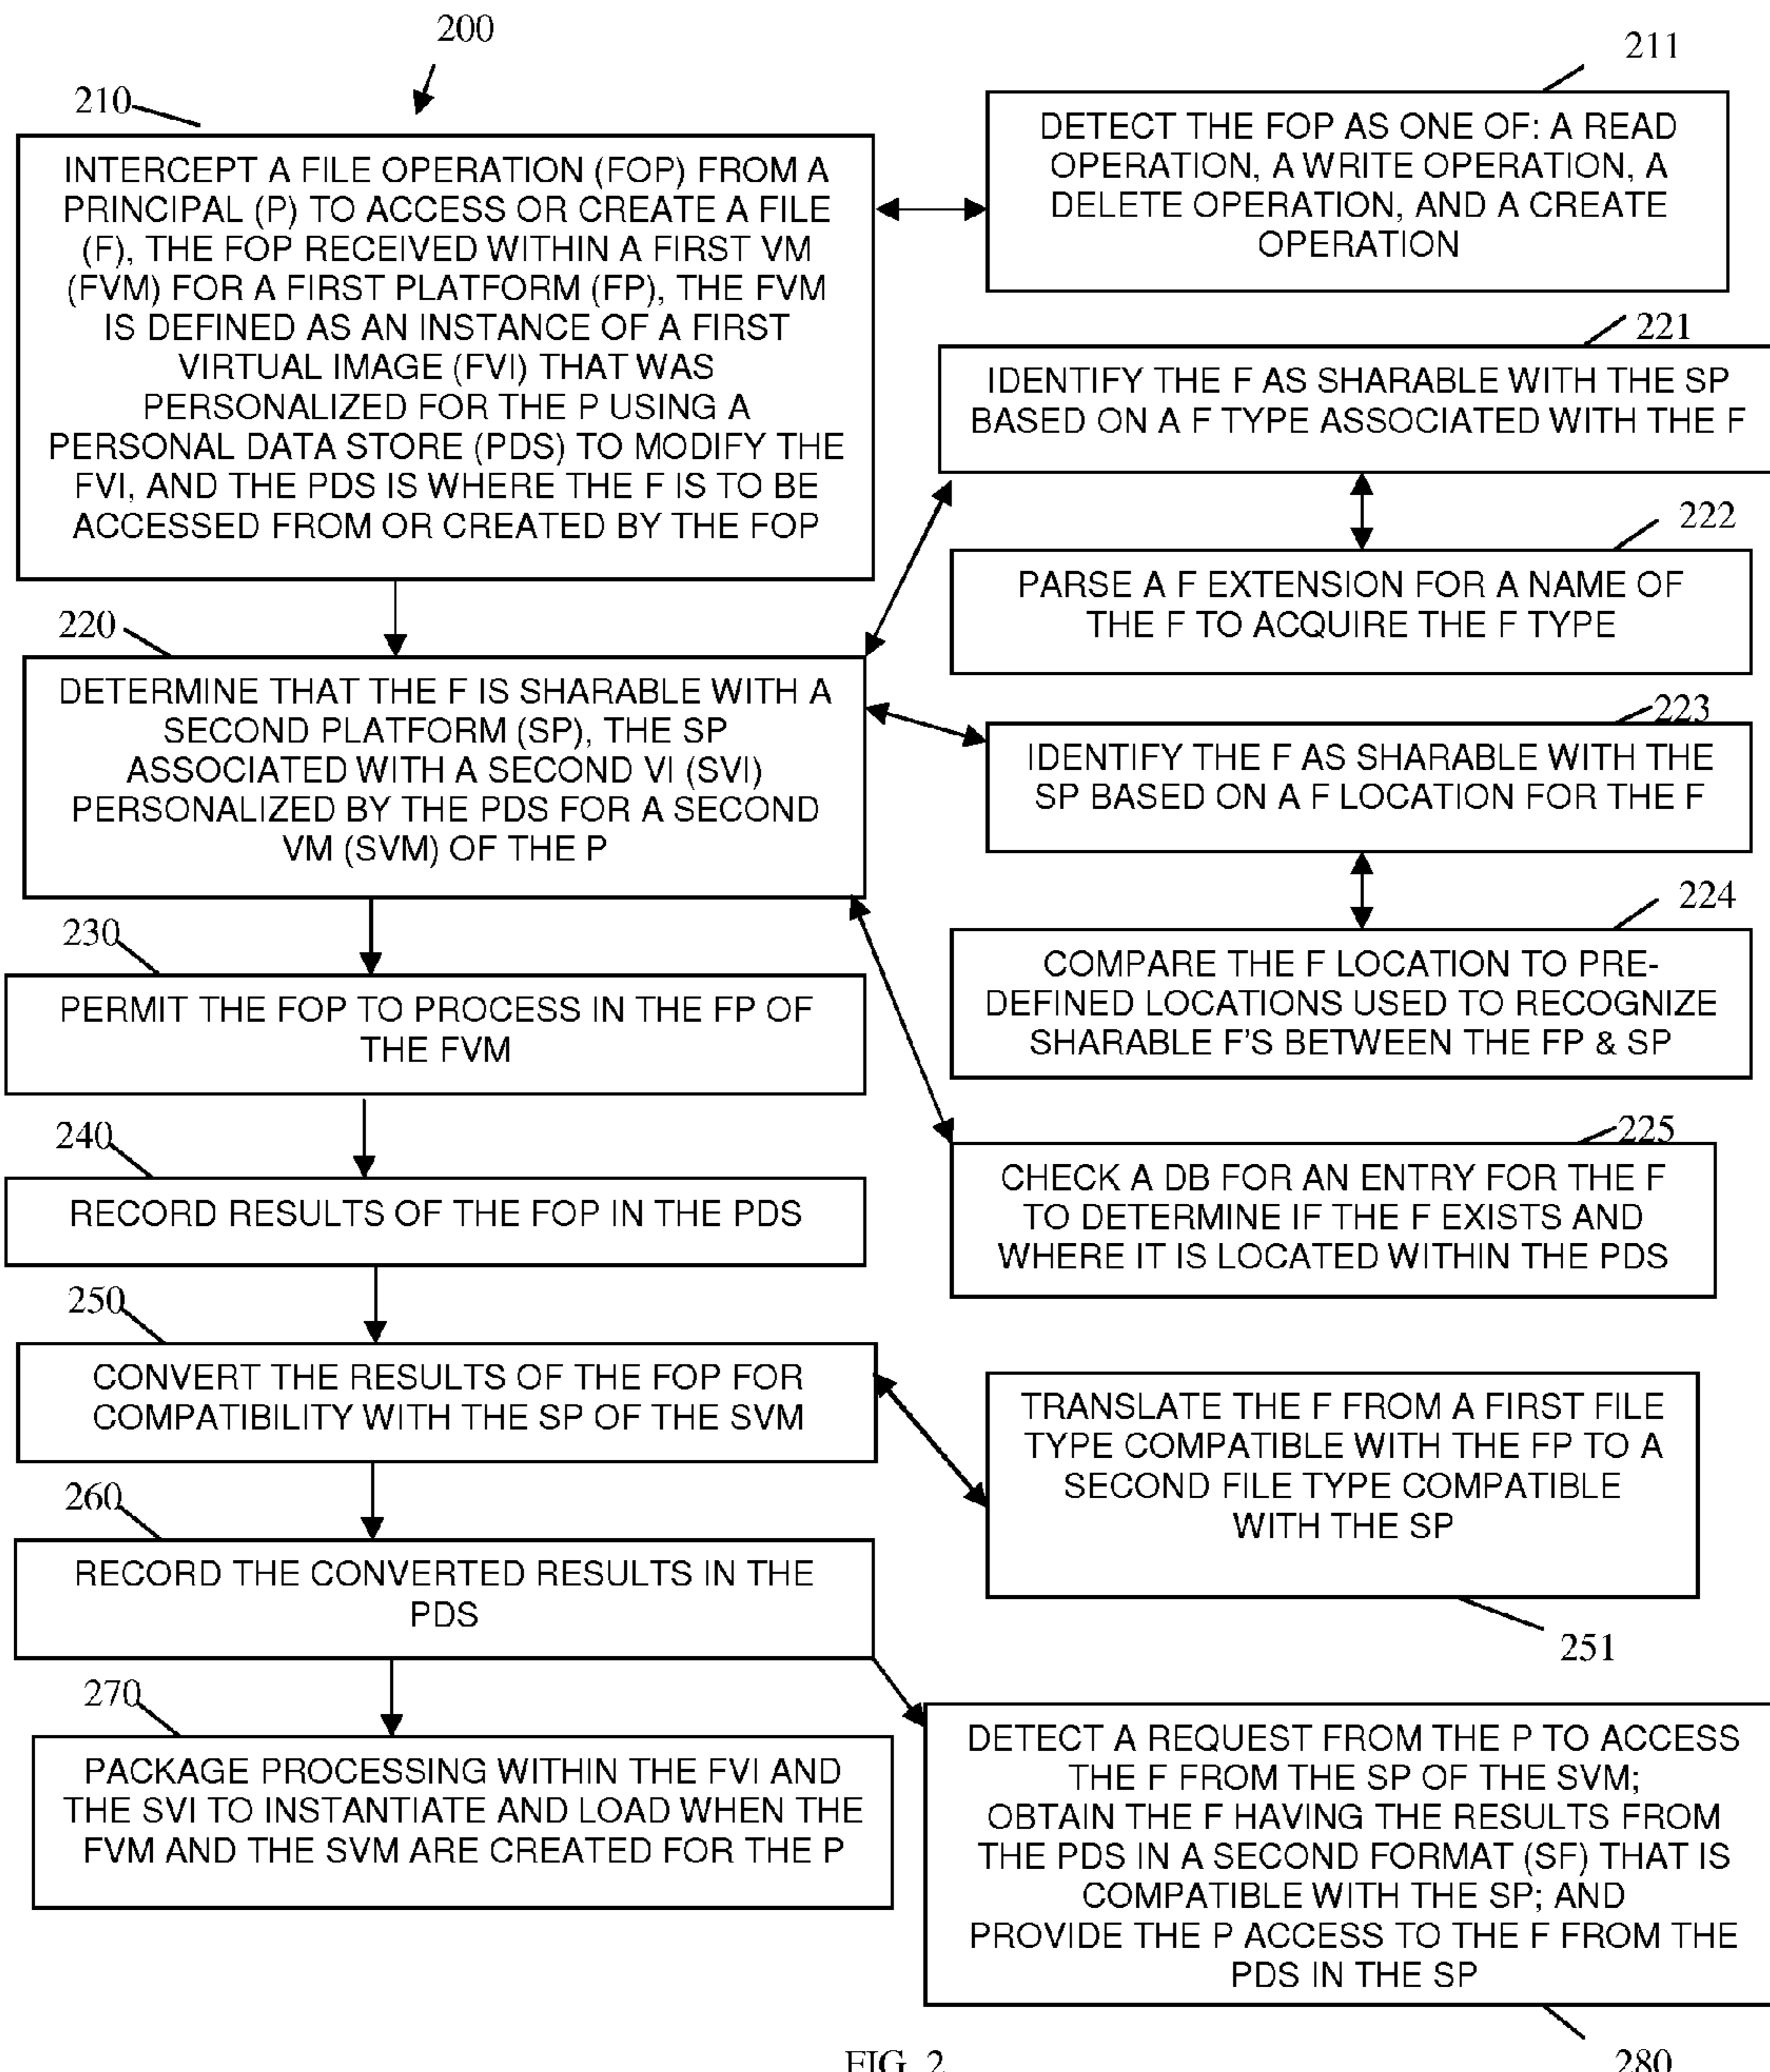 200
210
INTERCEPT A FILE OPERATION (FOP) FROM A
PRINCIPAL (P) TO ACCESS OR CREATE A FILE
(F), THE FOP RECEIVED WITHIN A FIRST VM
(FVM) FOR A FIRST PLATFORM (FP), THE FVM
IS DEFINED AS AN INSTANCE OF A FIRST
VIRTUAL IMAGE (FVI) THAT WAS
PERSONALIZED FOR THE P USING A
PERSONAL DATA STORE (PDS) TO MODIFY THE
FVI, AND THE PDS IS WHERE THE F IS TO BE
ACCESSED FROM OR CREATED BY THE FOP
211
DETECT THE FOP AS ONE OF: A READ
OPERATION, A WRITE OPERATION, A
DELETE OPERATION, AND A CREATE
OPERATION
220
DETERMINE THAT THE F IS SHARABLE WITH A
SECOND PLATFORM (SP), THE SP
ASSOCIATED WITH A SECOND VI (SVI)
PERSONALIZED BY THE PDS FOR A SECOND
VM (SVM) OF THE P
221
IDENTIFY THE F AS SHARABLE WITH THE SP
BASED ON A F TYPE ASSOCIATED WITH THE F
222
PARSE A F EXTENSION FOR A NAME OF
THE F TO ACQUIRE THE F TYPE
223
IDENTIFY THE F AS SHARABLE WITH THE
SP BASED ON A F LOCATION FOR THE F
224
COMPARE THE F LOCATION TO PRE-
DEFINED LOCATIONS USED TO RECOGNIZE
SHARABLE F'S BETWEEN THE FP & SP
225
CHECK A DB FOR AN ENTRY FOR THE F
TO DETERMINE IF THE F EXISTS AND
WHERE IT IS LOCATED WITHIN THE PDS
230
PERMIT THE FOP TO PROCESS IN THE FP OF
THE FVM
240
RECORD RESULTS OF THE FOP IN THE PDS
250
CONVERT THE RESULTS OF THE FOP FOR
COMPATIBILITY WITH THE SP OF THE SVM
TRANSLATE THE F FROM A FIRST FILE
TYPE COMPATIBLE WITH THE FP TO A
SECOND FILE TYPE COMPATIBLE
WITH THE SP
251
260
RECORD THE CONVERTED RESULTS IN THE
PDS
270
PACKAGE PROCESSING WITHIN THE FVI AND
THE SVI TO INSTANTIATE AND LOAD WHEN THE
FVM AND THE SVM ARE CREATED FOR THE P
DETECT A REQUEST FROM THE P TO ACCESS
THE F FROM THE SP OF THE SVM;
OBTAIN THE F HAVING THE RESULTS FROM
THE PDS IN A SECOND FORMAT (SF) THAT IS
COMPATIBLE WITH THE SP; AND
PROVIDE THE P ACCESS TO THE F FROM THE
PDS IN THE SP
280
FIG. 2